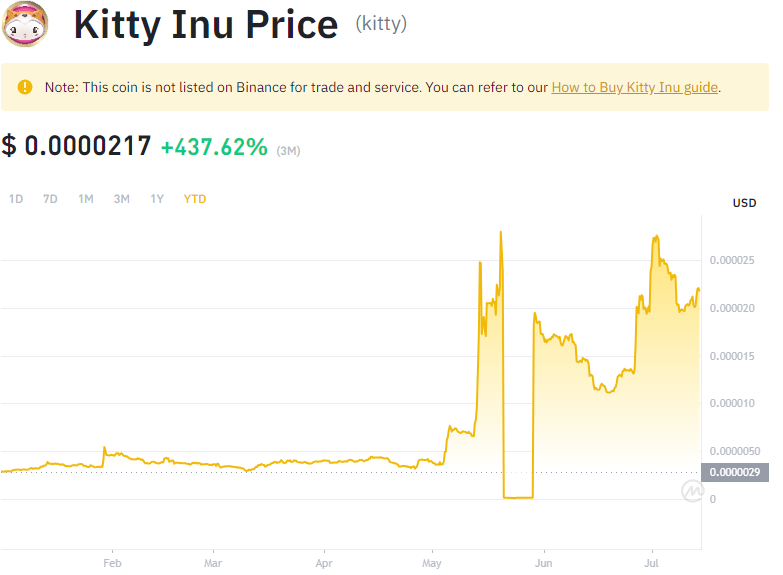 Kitty Inu Price (kitty)
Note: This coin is not listed on Binance for trade and service. You can refer to our How to Buy Kitty Inu guide.
$ 0.0000217 +437.62% (3M)
1D 7D 1M 3M 1Y YTD
USD
0.000025
0.000020
0.000015
0.000010
0.0000050
0.0000029
0
Feb Mar Apr May Jun Jul